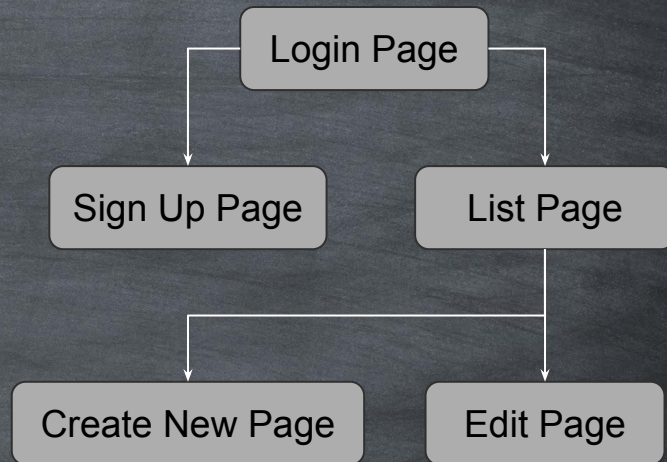 Login Page
Sign Up Page
List Page
Create New Page
Edit Page